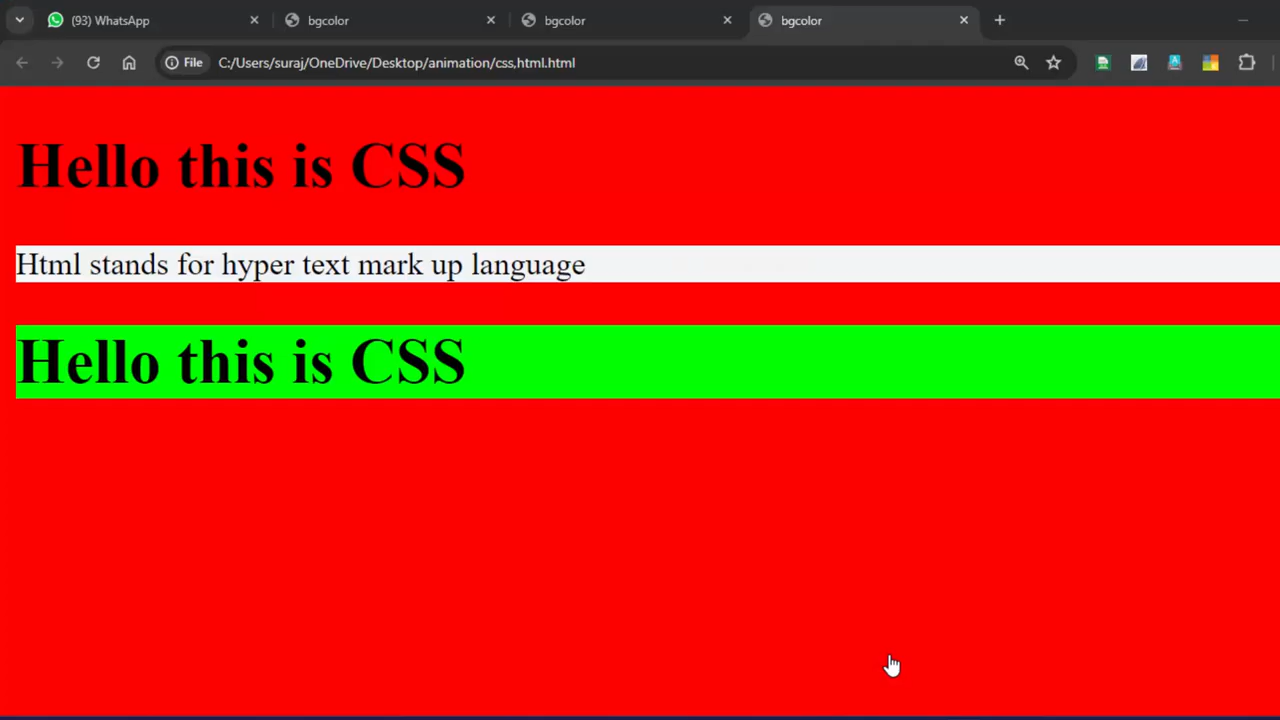 (93) WhatsApp
bgcolor
bgcolor
bgcolor
File
C:/Users/suraj/OneDrive/Desktop/animation/css,html.html
Hello this is CSS
Html stands for hyper text mark up language
Hello this is CSS